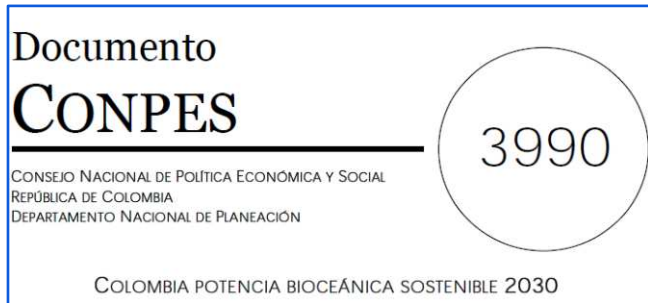 Documento
CONPES
3990
CONSEJO NACIONAL DE POLÍTICA ECONÓMICA Y SOCIAL
REPÚBLICA DE COLOMBIA
DEPARTAMENTO NACIONAL DE PLANEACIÓN
COLOMBIA POTENCIA BIOCEÁNICA SOSTENIBLE 2030